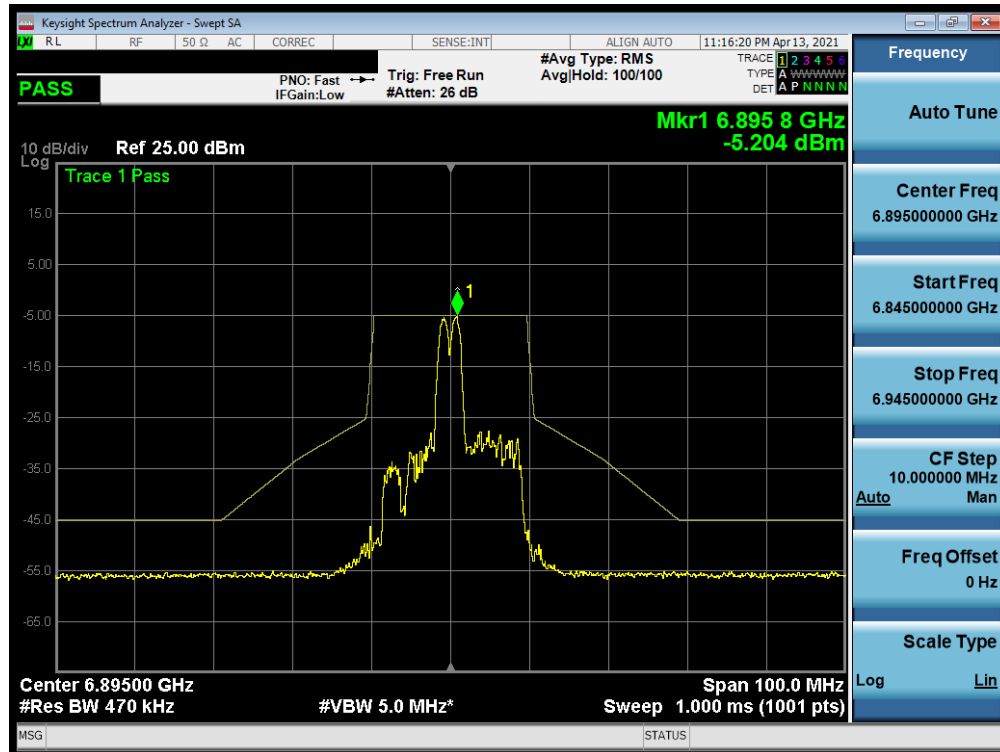 Keysight Spectrum Analyzer - Swept SA
LXI RL RF 50 Ω AC CORREC SENSE:INT ALIGN AUTO 11:16:20 PM Apr 13, 2021
PASS
PNO: Fast
IFGain:Low
Trig: Free Run
#Atten: 26 dB
#Avg Type: RMS
Avg|Hold: 100/100
TRACE 1 2 3 4 5 6
TYPE A WWWWW
DET A P N N N N
Mkr1 6.895 8 GHz
-5.204 dBm
10 dB/div Ref 25.00 dBm
Log
Trace 1 Pass
15.0
5.00
1
-5.00
-15.0
-25.0
-35.0
-45.0
-55.0
-65.0
Center 6.89500 GHz Span 100.0 MHz
#Res BW 470 kHz #VBW 5.0 MHz* Sweep 1.000 ms (1001 pts)
MSG STATUS
Frequency
Auto Tune
Center Freq
6.895000000 GHz
Start Freq
6.845000000 GHz
Stop Freq
6.945000000 GHz
CF Step
10.000000 MHz
Auto Man
Freq Offset
0 Hz
Scale Type
Log Lin